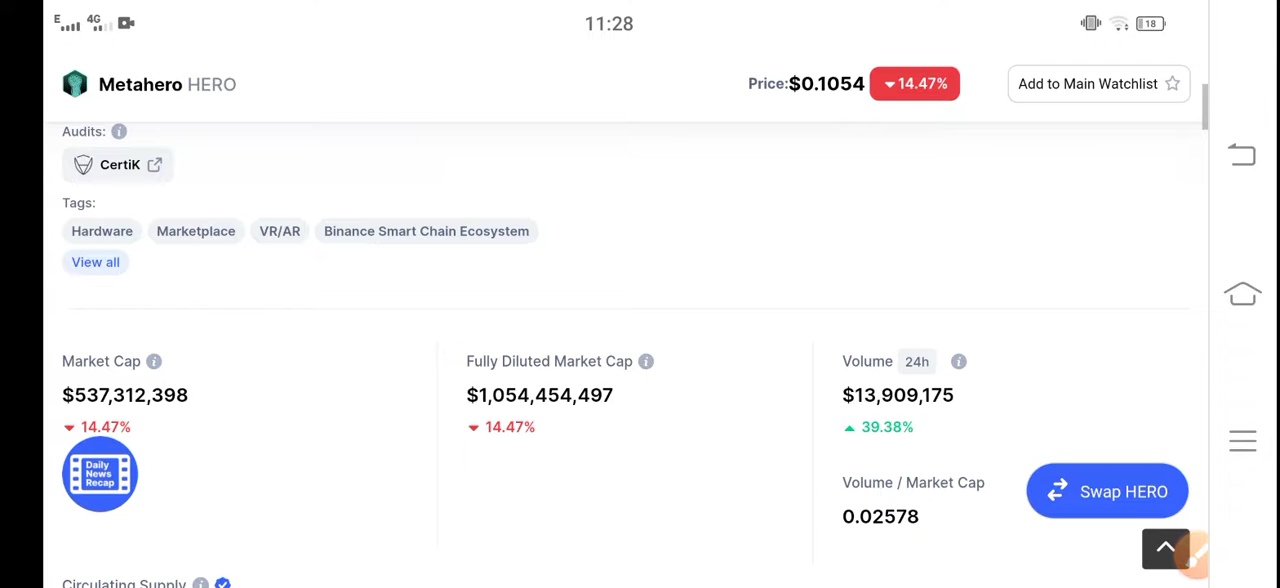 E 4G 11:28 18
Metahero HERO Price:$0.1054 14.47% Add to Main Watchlist
Audits:
CertiK
Tags:
Hardware Marketplace VR/AR Binance Smart Chain Ecosystem
View all
Market Cap Fully Diluted Market Cap Volume 24h
$537,312,398 $1,054,454,497 $13,909,175
14.47% 14.47% 39.38%
Daily
News
Recap
Volume / Market Cap
Swap HERO
0.02578
Circulating Supply